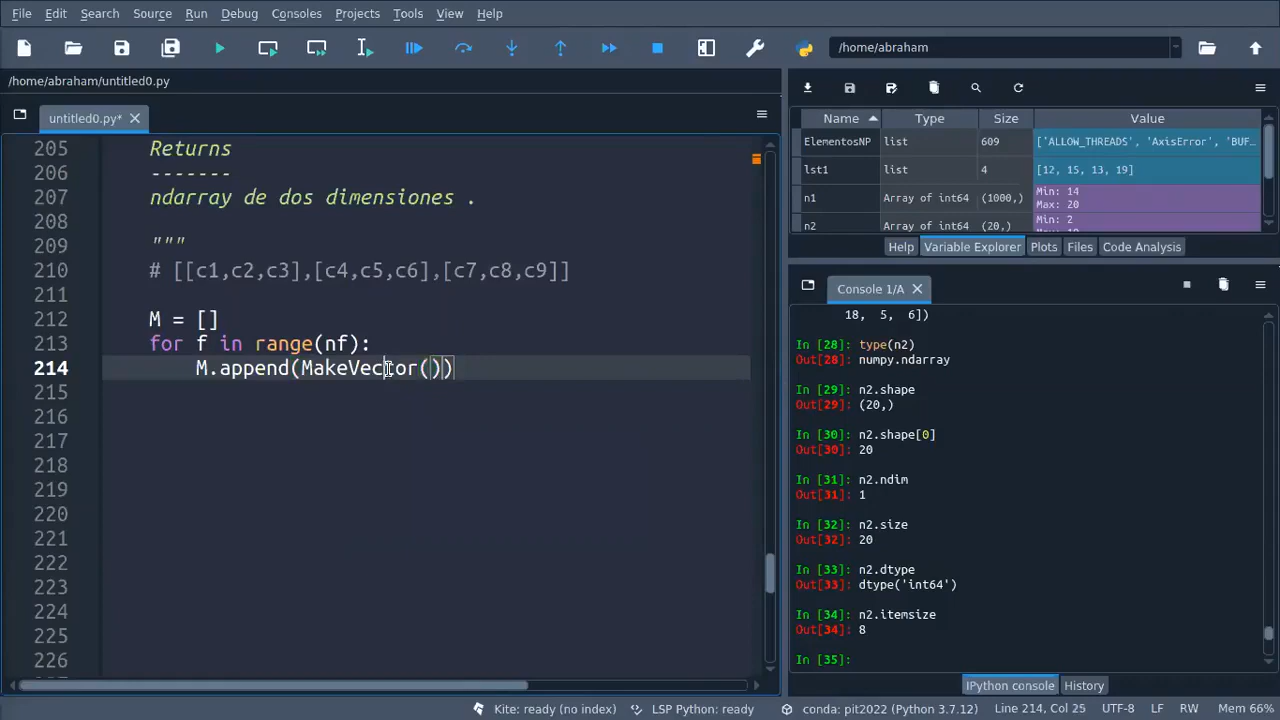 File Edit Search Source Run Debug Consoles Projects Tools View Help
/home/abraham
/home/abraham/untitled0.py
untitled0.py*
205 Returns
206 -------
207 ndarray de dos dimensiones .
208
209 """
210 # [[c1,c2,c3],[c4,c5,c6],[c7,c8,c9]]
211
212 M = []
213 for f in range(nf):
214 M.append(MakeVector())
215
216
217
218
219
220
221
222
223
224
225
226
Name Type Size Value
ElementosNP list 609 ['ALLOW_THREADS', 'AxisError', 'BUF...
lst1 list 4 [12, 15, 13, 19]
n1 Array of int64 (1000,) Min: 14
Max: 20
n2 Array of int64 (20,) Min: 2
Help Variable Explorer Plots Files Code Analysis
Console 1/A
18, 5, 6])
In [28]: type(n2)
Out[28]: numpy.ndarray
In [29]: n2.shape
Out[29]: (20,)
In [30]: n2.shape[0]
Out[30]: 20
In [31]: n2.ndim
Out[31]: 1
In [32]: n2.size
Out[32]: 20
In [33]: n2.dtype
Out[33]: dtype('int64')
In [34]: n2.itemsize
Out[34]: 8
In [35]:
IPython console History
Kite: ready (no index) LSP Python: ready conda: pit2022 (Python 3.7.12) Line 214, Col 25 UTF-8 LF RW Mem 66%